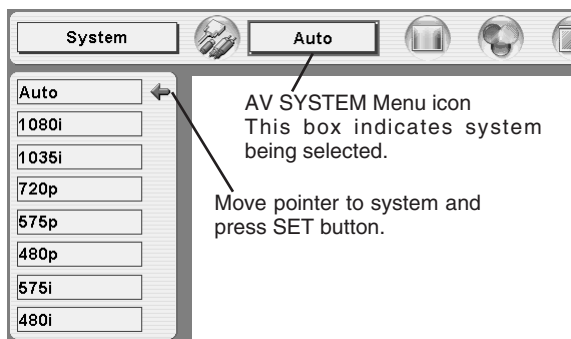 System
Auto
Auto
1080i
1035i
720p
575p
480p
575i
480i
AV SYSTEM Menu icon
This box indicates system
being selected.
Move pointer to system and
press SET button.